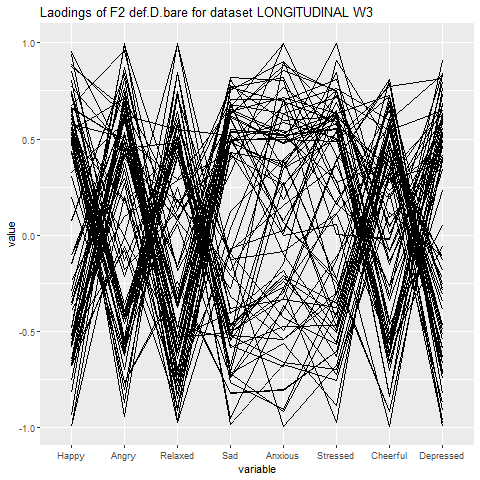 Laodings of F2 def.D.bare for dataset LONGITUDINAL W3
1.0
0.5
0.0
-0.5
-1.0
value
Happy Angry Relaxed Sad Anxious Stressed Cheerful Depressed
variable